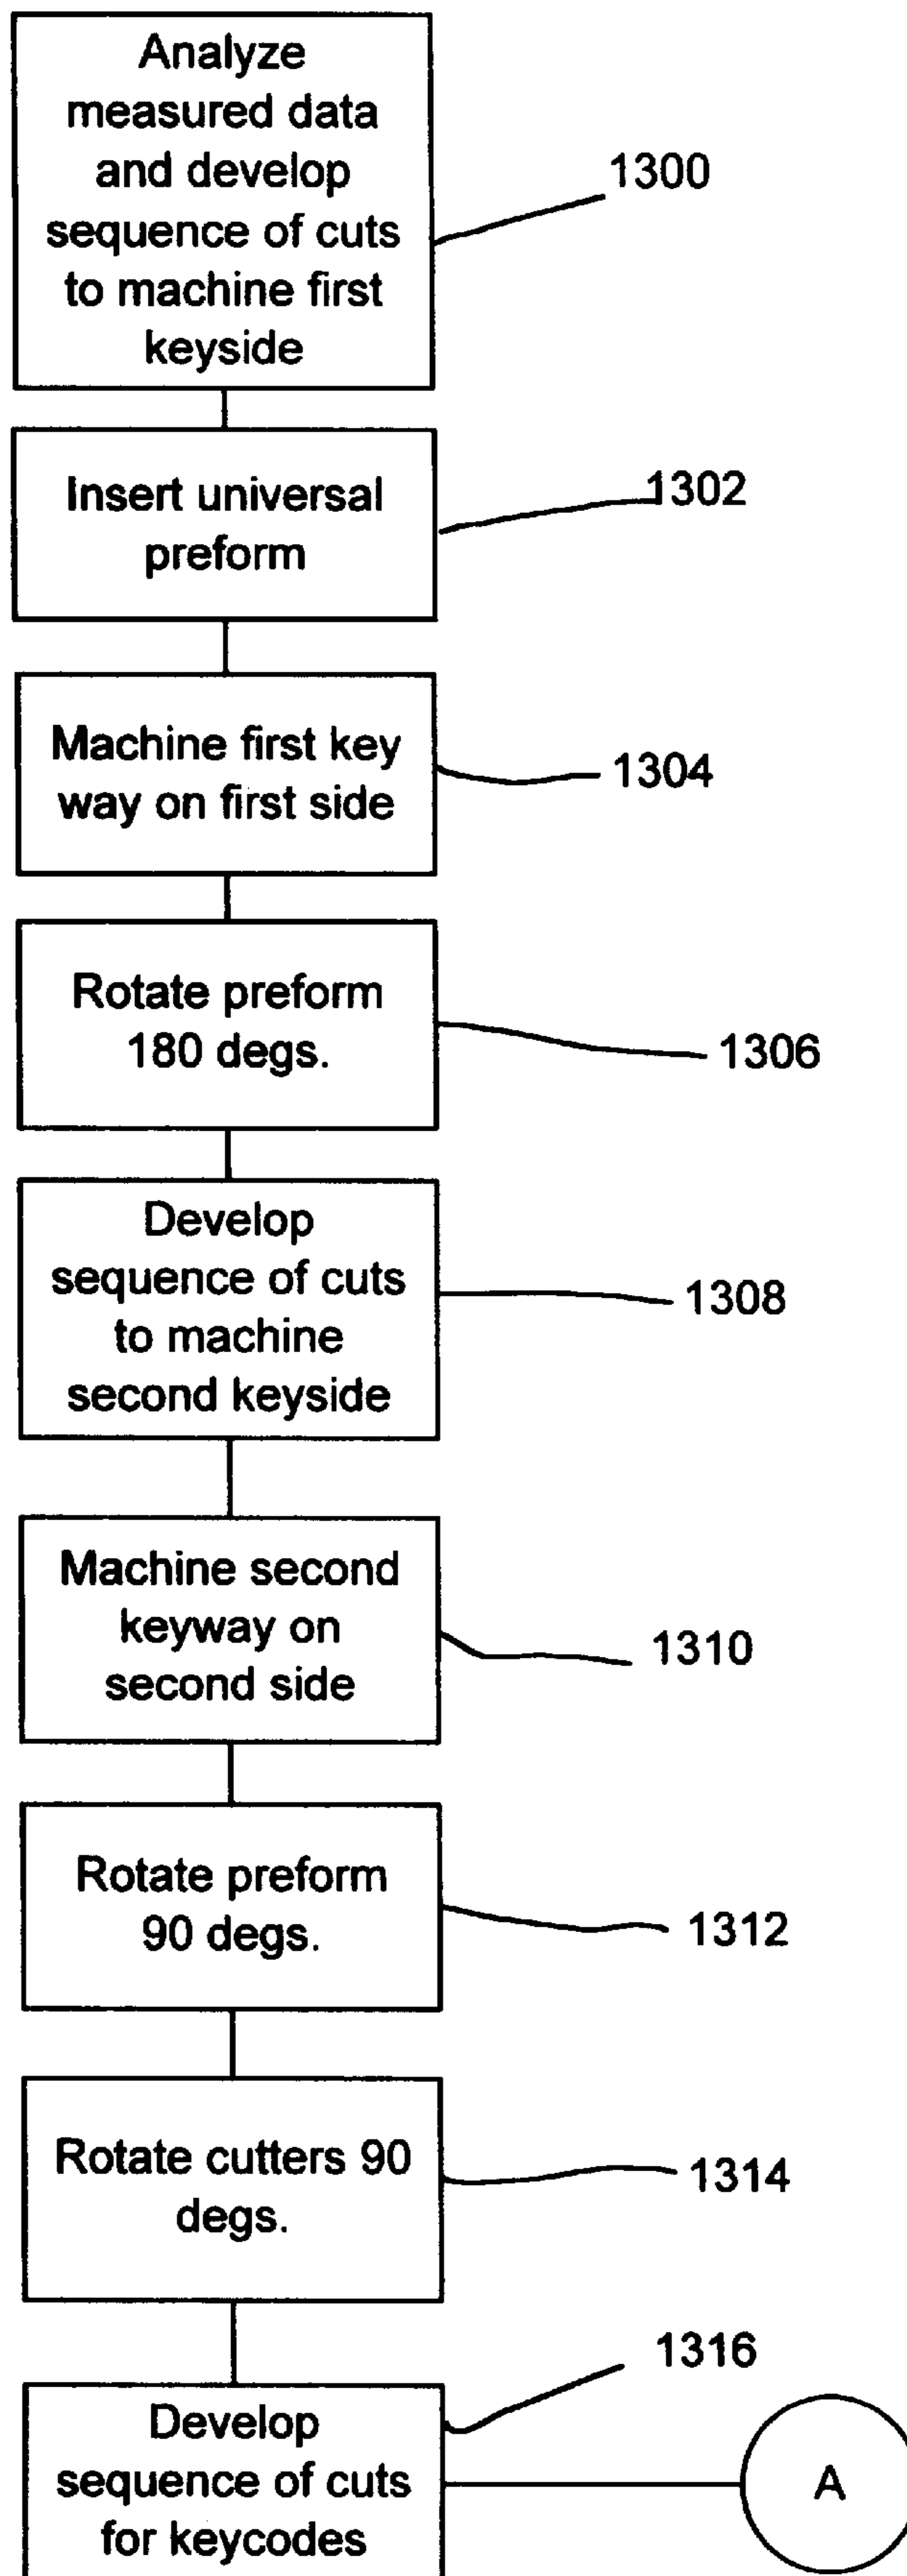 Analyze
measured data
and develop
sequence of cuts
to machine first
keyside
1300
Insert universal
preform
1302
Machine first key
way on first side
1304
Rotate preform
180 degs.
1306
Develop
sequence of cuts
to machine
second keyside
1308
Machine second
keyway on
second side
1310
Rotate preform
90 degs.
1312
Rotate cutters 90
degs.
1314
Develop
sequence of cuts
for keycodes
1316
A